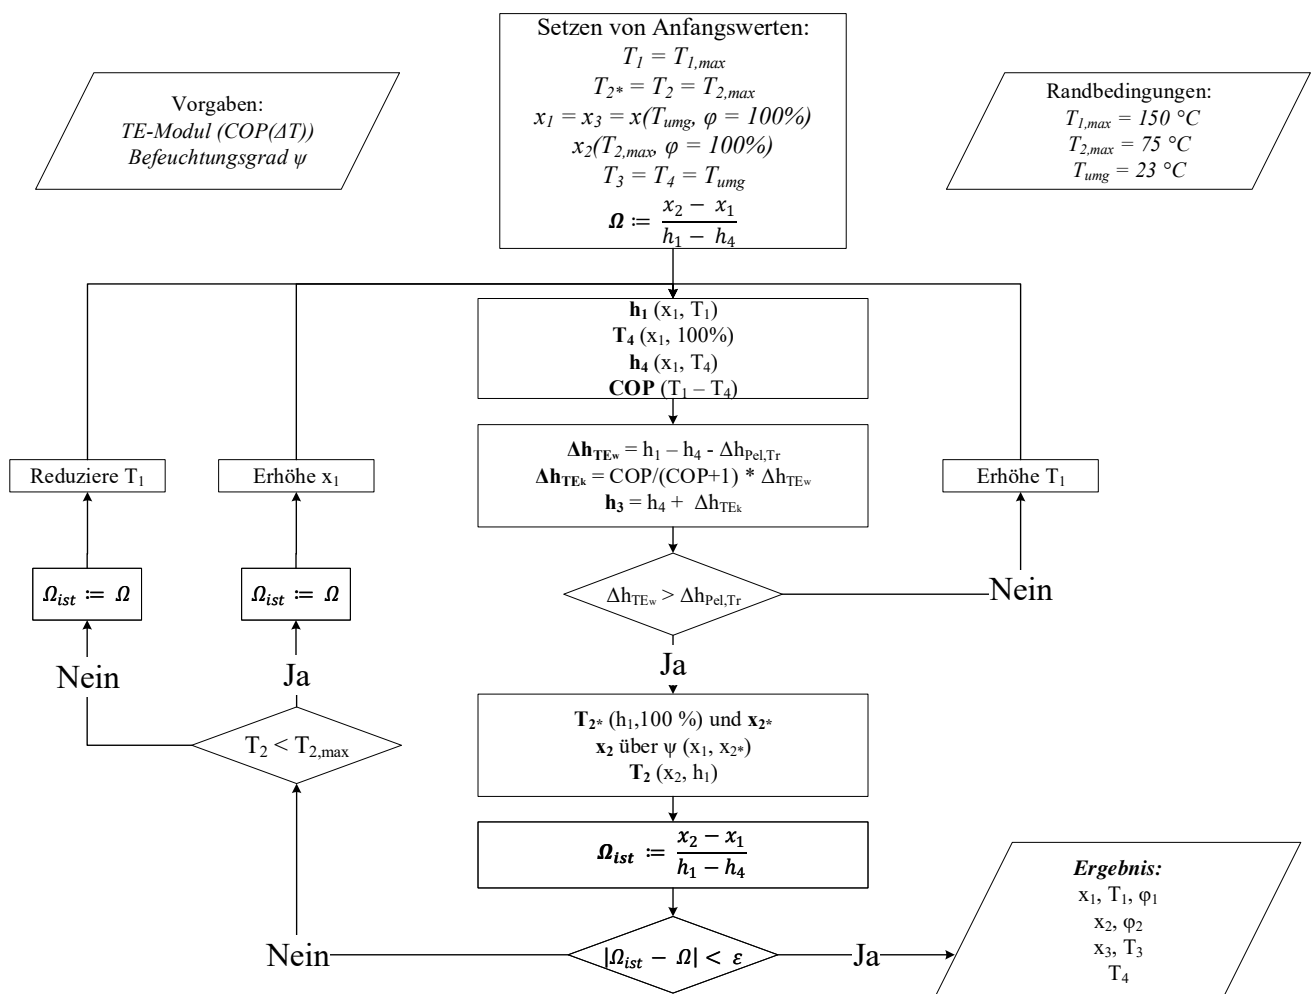 Setzen von Anfangswerten:
T₁ = T₁,max
T₂* = T₂ = T₂,max
x₁ = x₃ = x(Tumg, φ = 100%)
x₂(T₂,max, φ = 100%)
T₃ = T₄ = Tumg
Ω := (x₂ − x₁)/(h₁ − h₄)
Vorgaben:
TE-Modul (COP(ΔT))
Befeuchtungsgrad ψ
Randbedingungen:
T₁,max = 150 °C
T₂,max = 75 °C
Tumg = 23 °C
h₁ (x₁, T₁)
T₄ (x₁, 100%)
h₄ (x₁, T₄)
COP (T₁ – T₄)
Δhᴛᴇw = h₁ – h₄ - ΔhPel,Tr
Δhᴛᴇk = COP/(COP+1) * Δhᴛᴇw
h₃ = h₄ + Δhᴛᴇk
Reduziere T₁
Erhöhe x₁
Erhöhe T₁
Ωist := Ω
Ωist := Ω
Δhᴛᴇw > ΔhPel,Tr
Nein
Ja
Nein
Ja
T₂ < T₂,max
T₂* (h₁,100 %) und x₂*
x₂ über ψ (x₁, x₂*)
T₂ (x₂, h₁)
Ωist := (x₂ − x₁)/(h₁ − h₄)
Nein
|Ωist − Ω| < ε
Ja
Ergebnis:
x₁, T₁, φ₁
x₂, φ₂
x₃, T₃
T₄